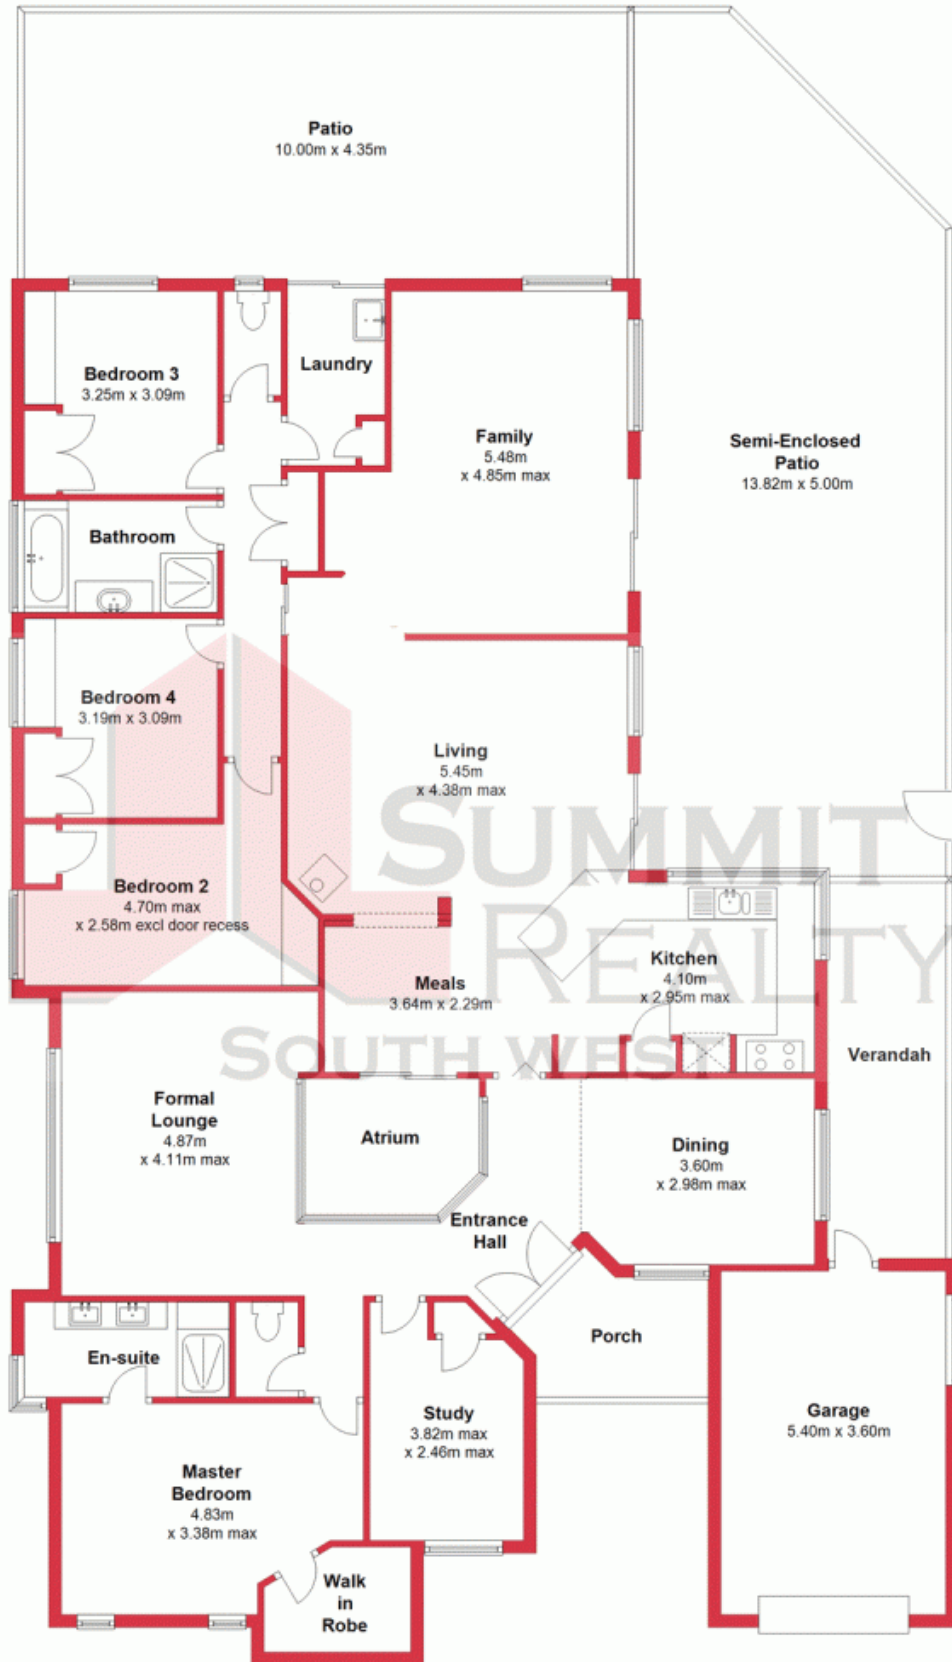 Patio
10.00m x 4.35m
Bedroom 3
3.25m x 3.09m
Laundry
Family
5.48m
x 4.85m max
Semi-Enclosed
Patio
13.82m x 5.00m
Bathroom
Bedroom 4
3.19m x 3.09m
Living
5.45m
x 4.38m max
SUMMIT
REALTY
SOUTH WEST
Bedroom 2
4.70m max
x 2.58m excl door recess
Meals
3.64m x 2.29m
Kitchen
4.10m
x 2.95m max
Verandah
Formal
Lounge
4.87m
x 4.11m max
Atrium
Dining
3.60m
x 2.98m max
Entrance
Hall
Porch
En-suite
Study
3.82m max
x 2.46m max
Garage
5.40m x 3.60m
Master
Bedroom
4.83m
x 3.38m max
Walk
in
Robe